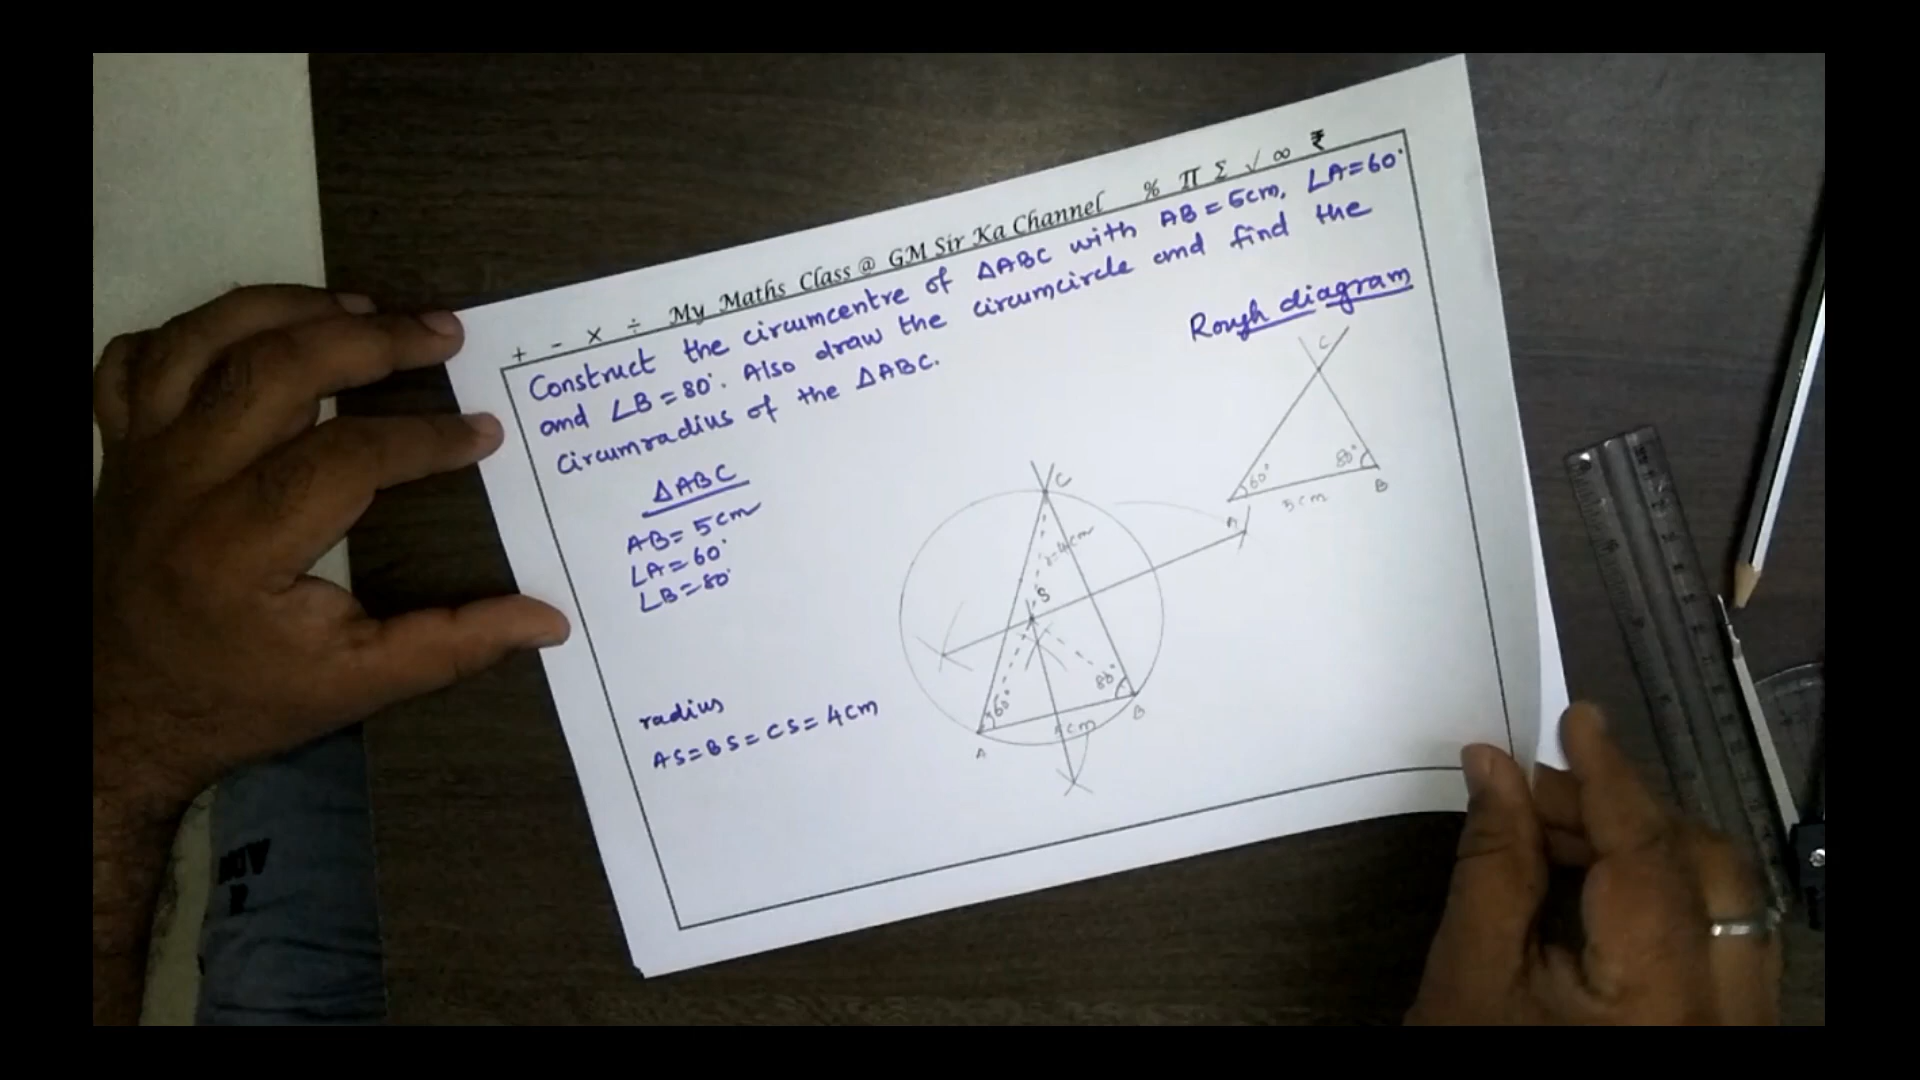 + - × ÷ My Maths Class @ GM Sir Ka Channel % Π Σ √ ∞ ₹
Construct the circumcentre of ΔABC with AB = 5cm, ∠A=60°
and ∠B = 80°. Also draw the circumcircle and find the
Circumradius of the ΔABC.
Rough diagram
C
60°
80°
A
5cm
B
ΔABC
AB = 5cm
∠A = 60°
∠B = 80°
C
r=4cm
S
60°
80°
A
5cm
B
radius
AS = BS = CS = 4cm